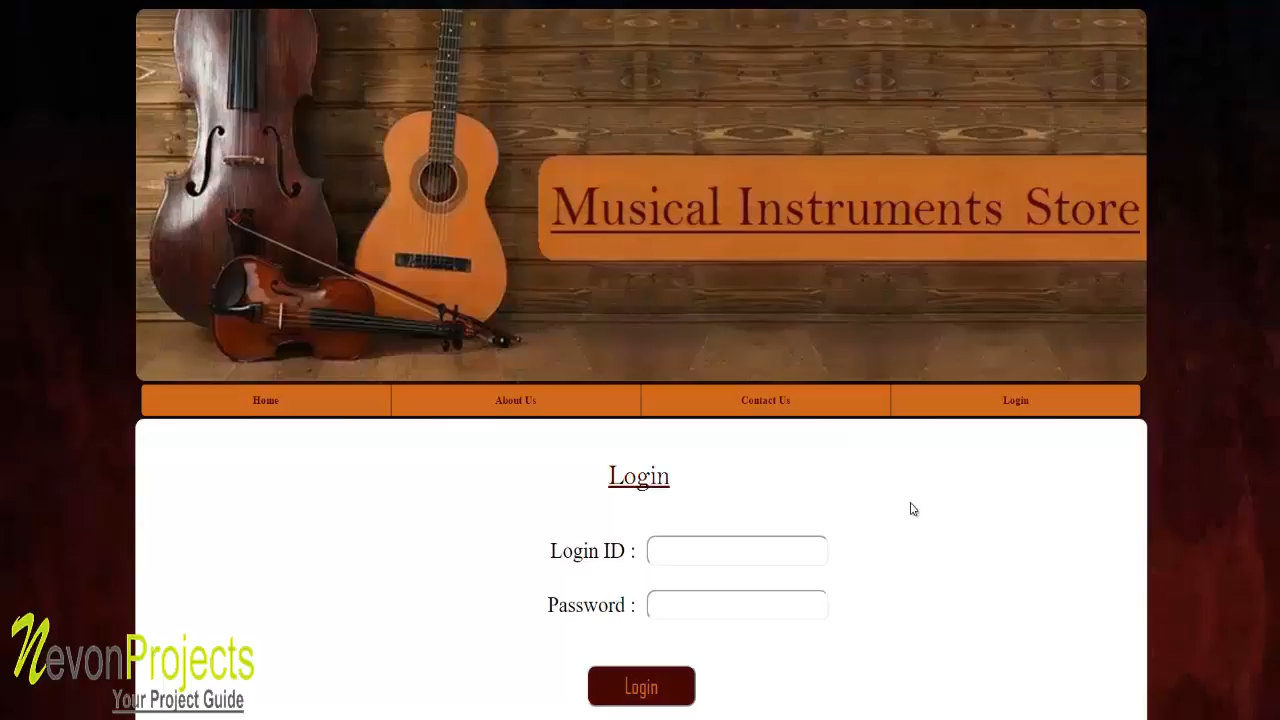 Musical Instruments Store
Home About Us Contact Us Login
Login
Login ID :
Password :
Login
NevonProjects
Your Project Guide